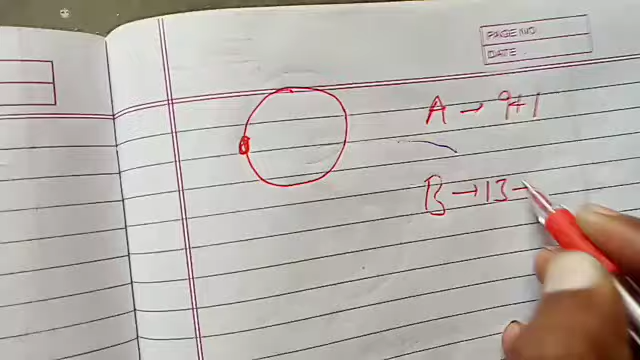 PAGE NO
DATE
A → 9+1
B → 13 -